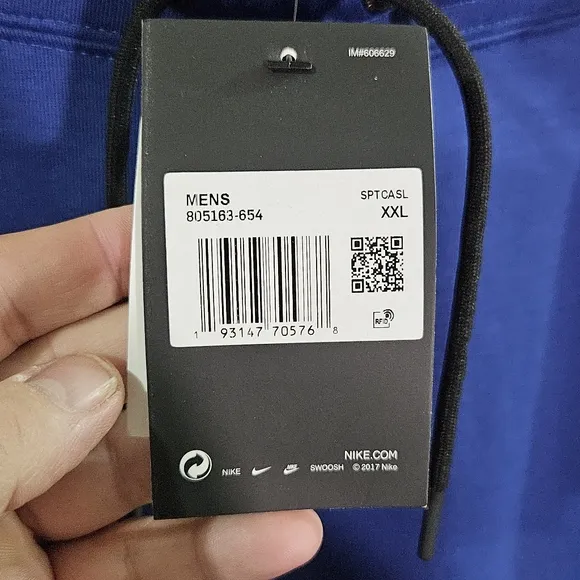 IM#606629
MENS SPTCASL
805163-654 XXL
1 93147 70576 8
RFID
NIKE.COM
NIKE SWOOSH © 2017 Nike